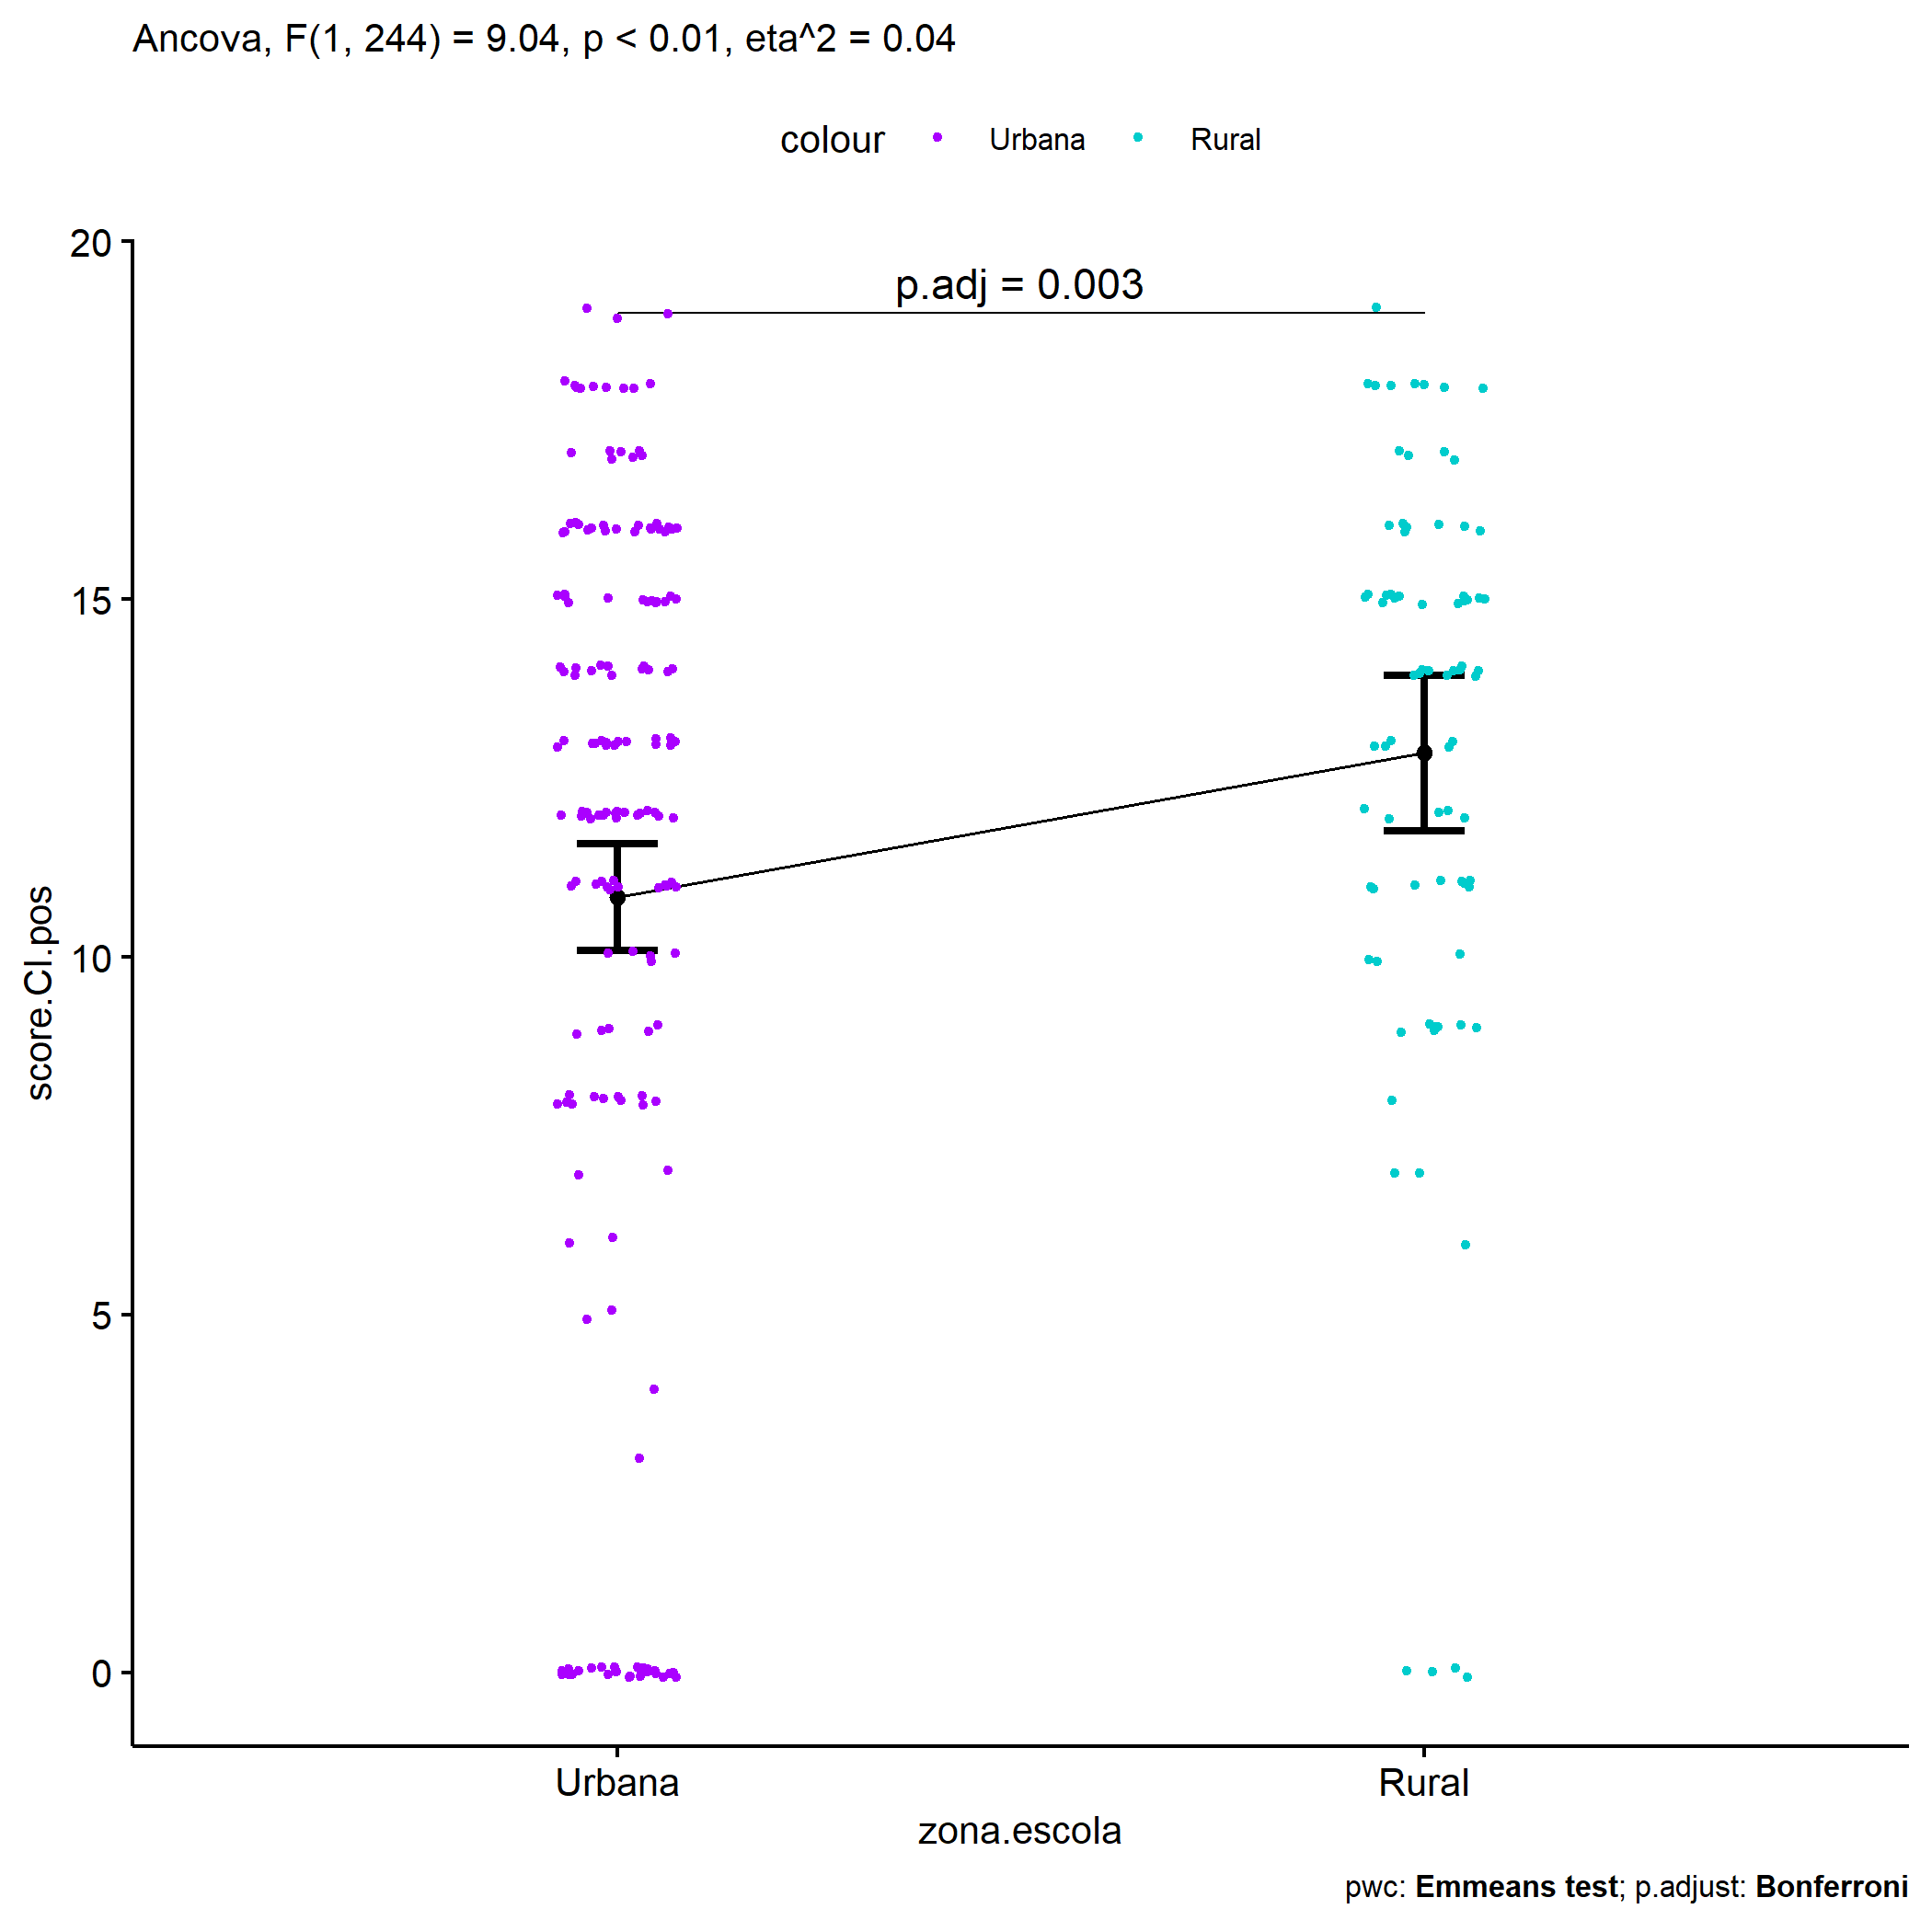 Ancova, F(1, 244) = 9.04, p < 0.01, eta^2 = 0.04
colour Urbana Rural
20
p.adj = 0.003
15
10
5
0
score.CI.pos
Urbana Rural
zona.escola
pwc: Emmeans test; p.adjust: Bonferroni